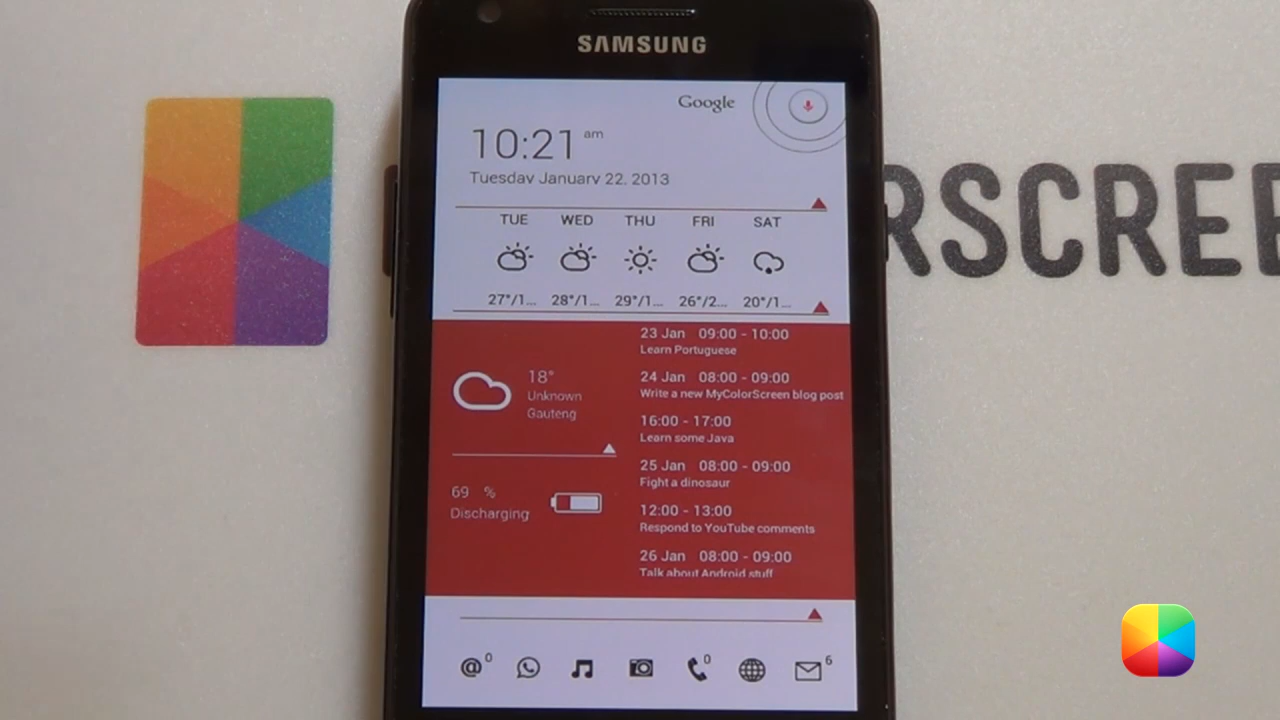 SAMSUNG
Google
10:21 am
Tuesday January 22, 2013
TUE WED THU FRI SAT
27°/1... 28°/1... 29°/1... 26°/2... 20°/1...
23 Jan 09:00 - 10:00
Learn Portuguese
24 Jan 08:00 - 09:00
Write a new MyColorScreen blog post
16:00 - 17:00
Learn some Java
25 Jan 08:00 - 09:00
Fight a dinosaur
12:00 - 13:00
Respond to YouTube comments
26 Jan 08:00 - 09:00
Talk about Android stuff
18°
Unknown
Gauteng
69 %
Discharging
@ 0 0 6
RSCREE